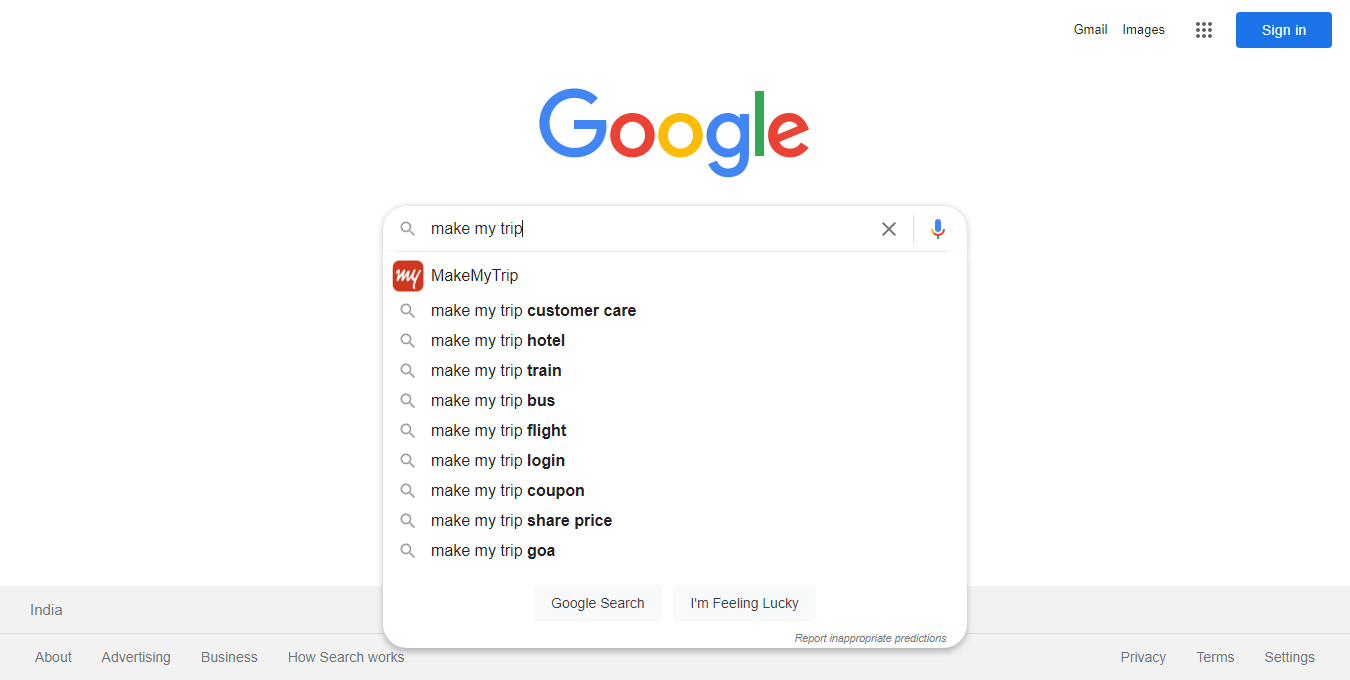 Gmail Images Sign in
Google
make my trip
my MakeMyTrip
make my trip customer care
make my trip hotel
make my trip train
make my trip bus
make my trip flight
make my trip login
make my trip coupon
make my trip share price
make my trip goa
Google Search I'm Feeling Lucky
Report inappropriate predictions
India
About Advertising Business How Search works Privacy Terms Settings